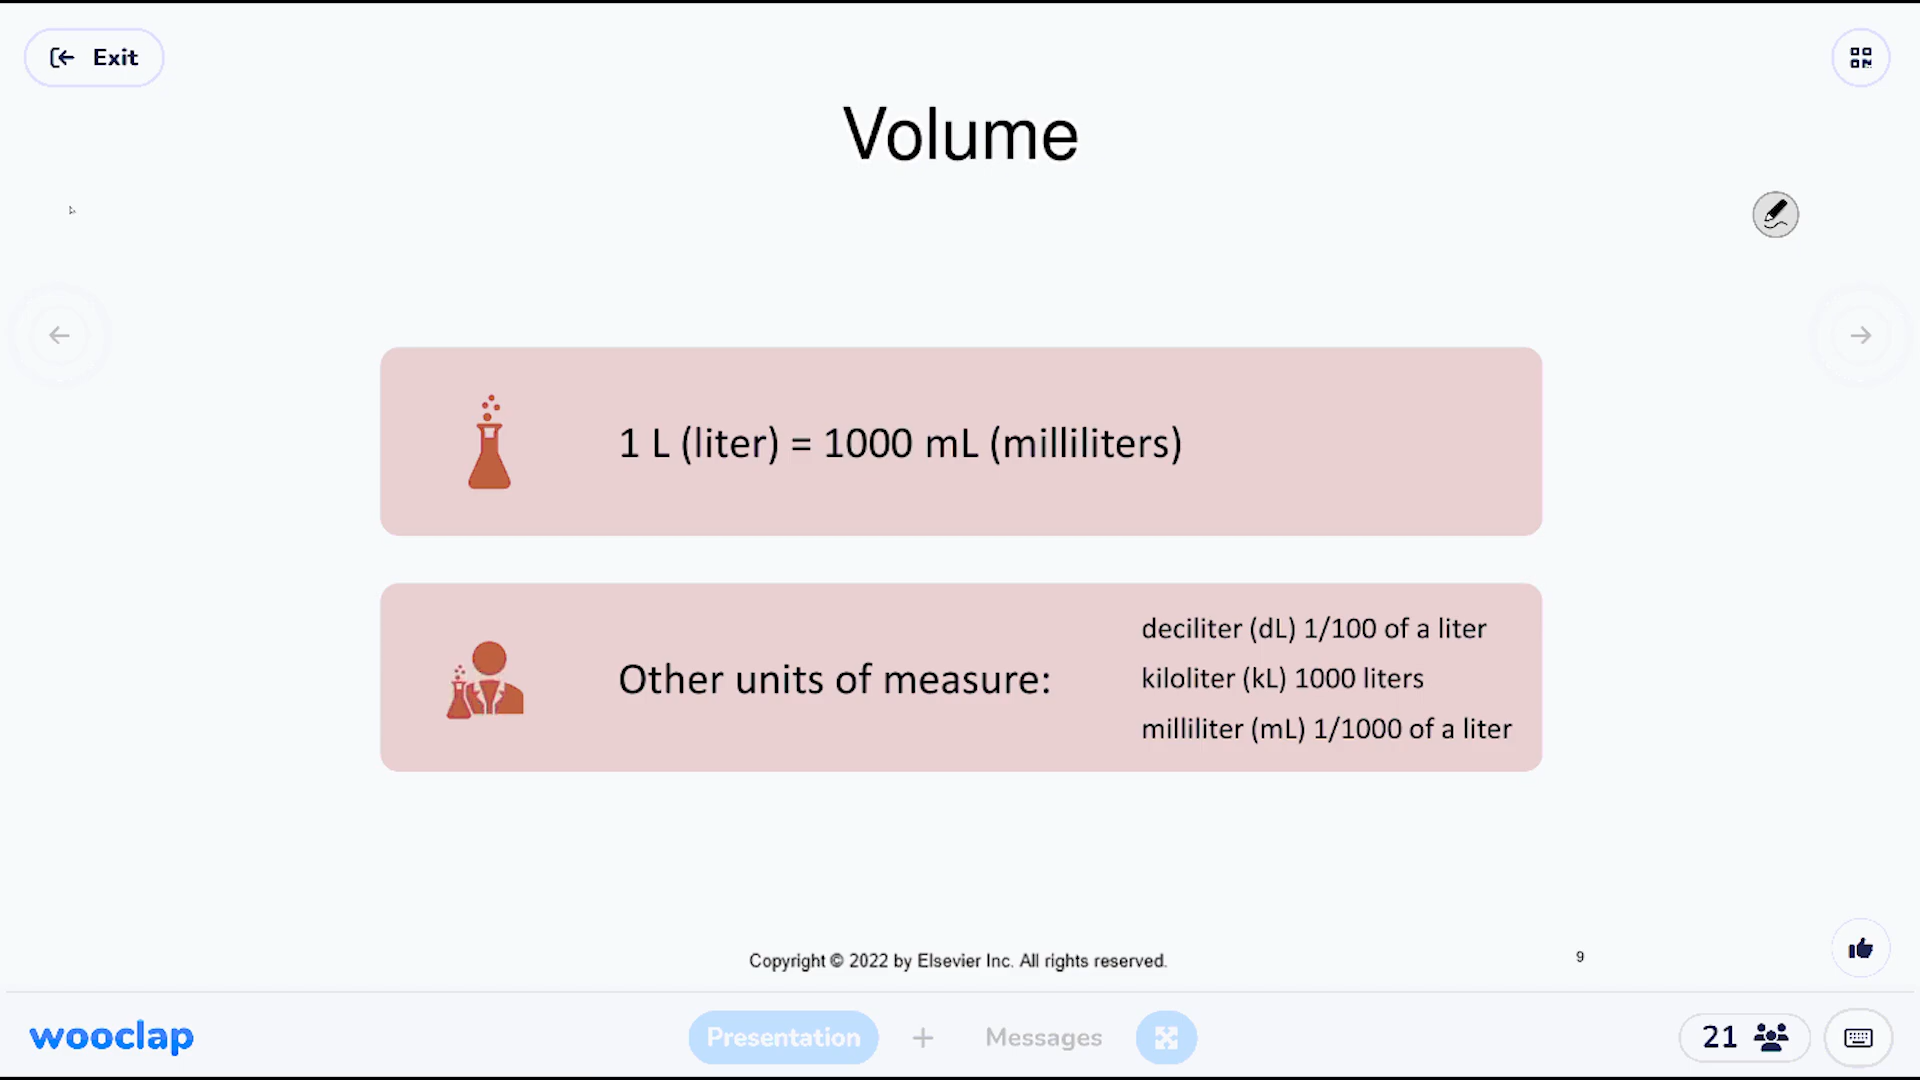 Exit
Volume
1 L (liter) = 1000 mL (milliliters)
Other units of measure:
deciliter (dL) 1/100 of a liter
kiloliter (kL) 1000 liters
milliliter (mL) 1/1000 of a liter
Copyright © 2022 by Elsevier Inc. All rights reserved.
9
wooclap
Presentation
+
Messages
21